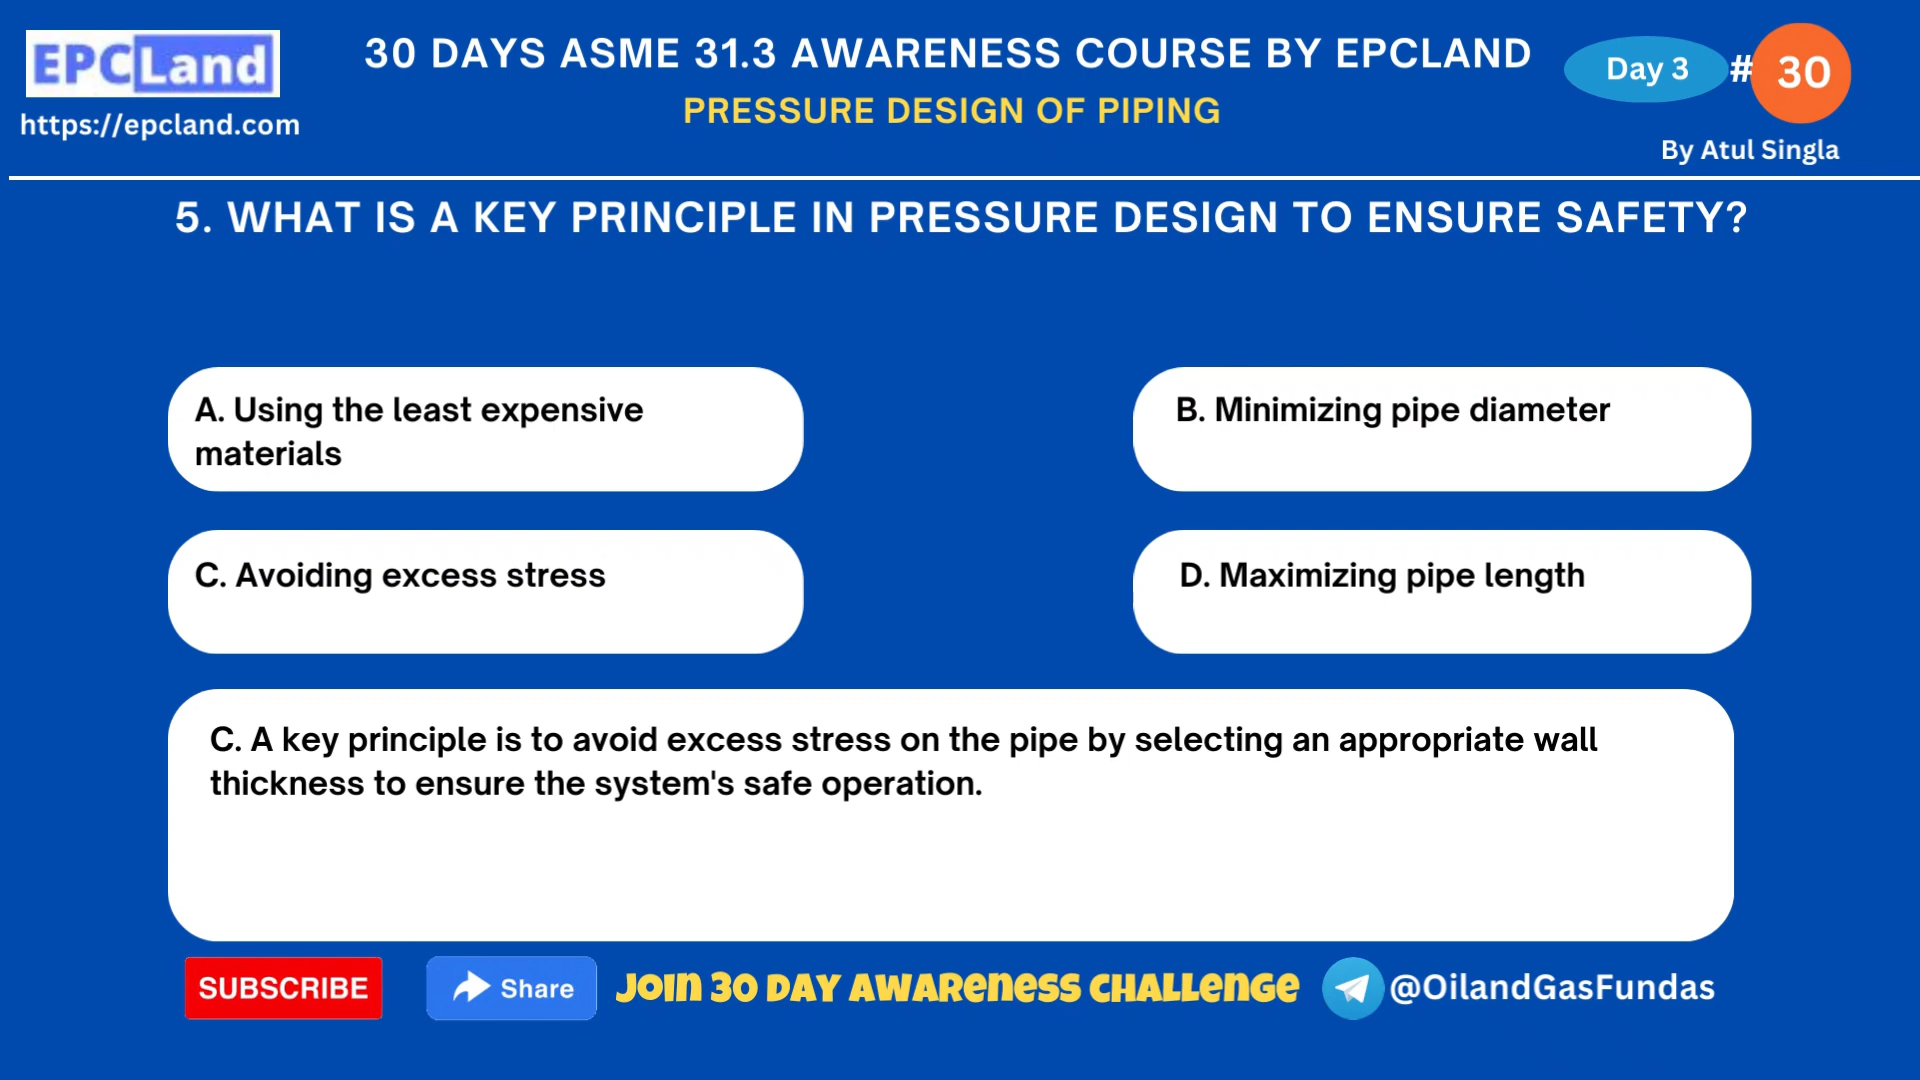 EPCLand
https://epcland.com
30 DAYS ASME 31.3 AWARENESS COURSE BY EPCLAND
PRESSURE DESIGN OF PIPING
Day 3 # 30
By Atul Singla
5. WHAT IS A KEY PRINCIPLE IN PRESSURE DESIGN TO ENSURE SAFETY?
A. Using the least expensive
materials
B. Minimizing pipe diameter
C. Avoiding excess stress
D. Maximizing pipe length
C. A key principle is to avoid excess stress on the pipe by selecting an appropriate wall
thickness to ensure the system's safe operation.
SUBSCRIBE
Share
Join 30 DAY AWARENESS CHALLENGE
@OilandGasFundas